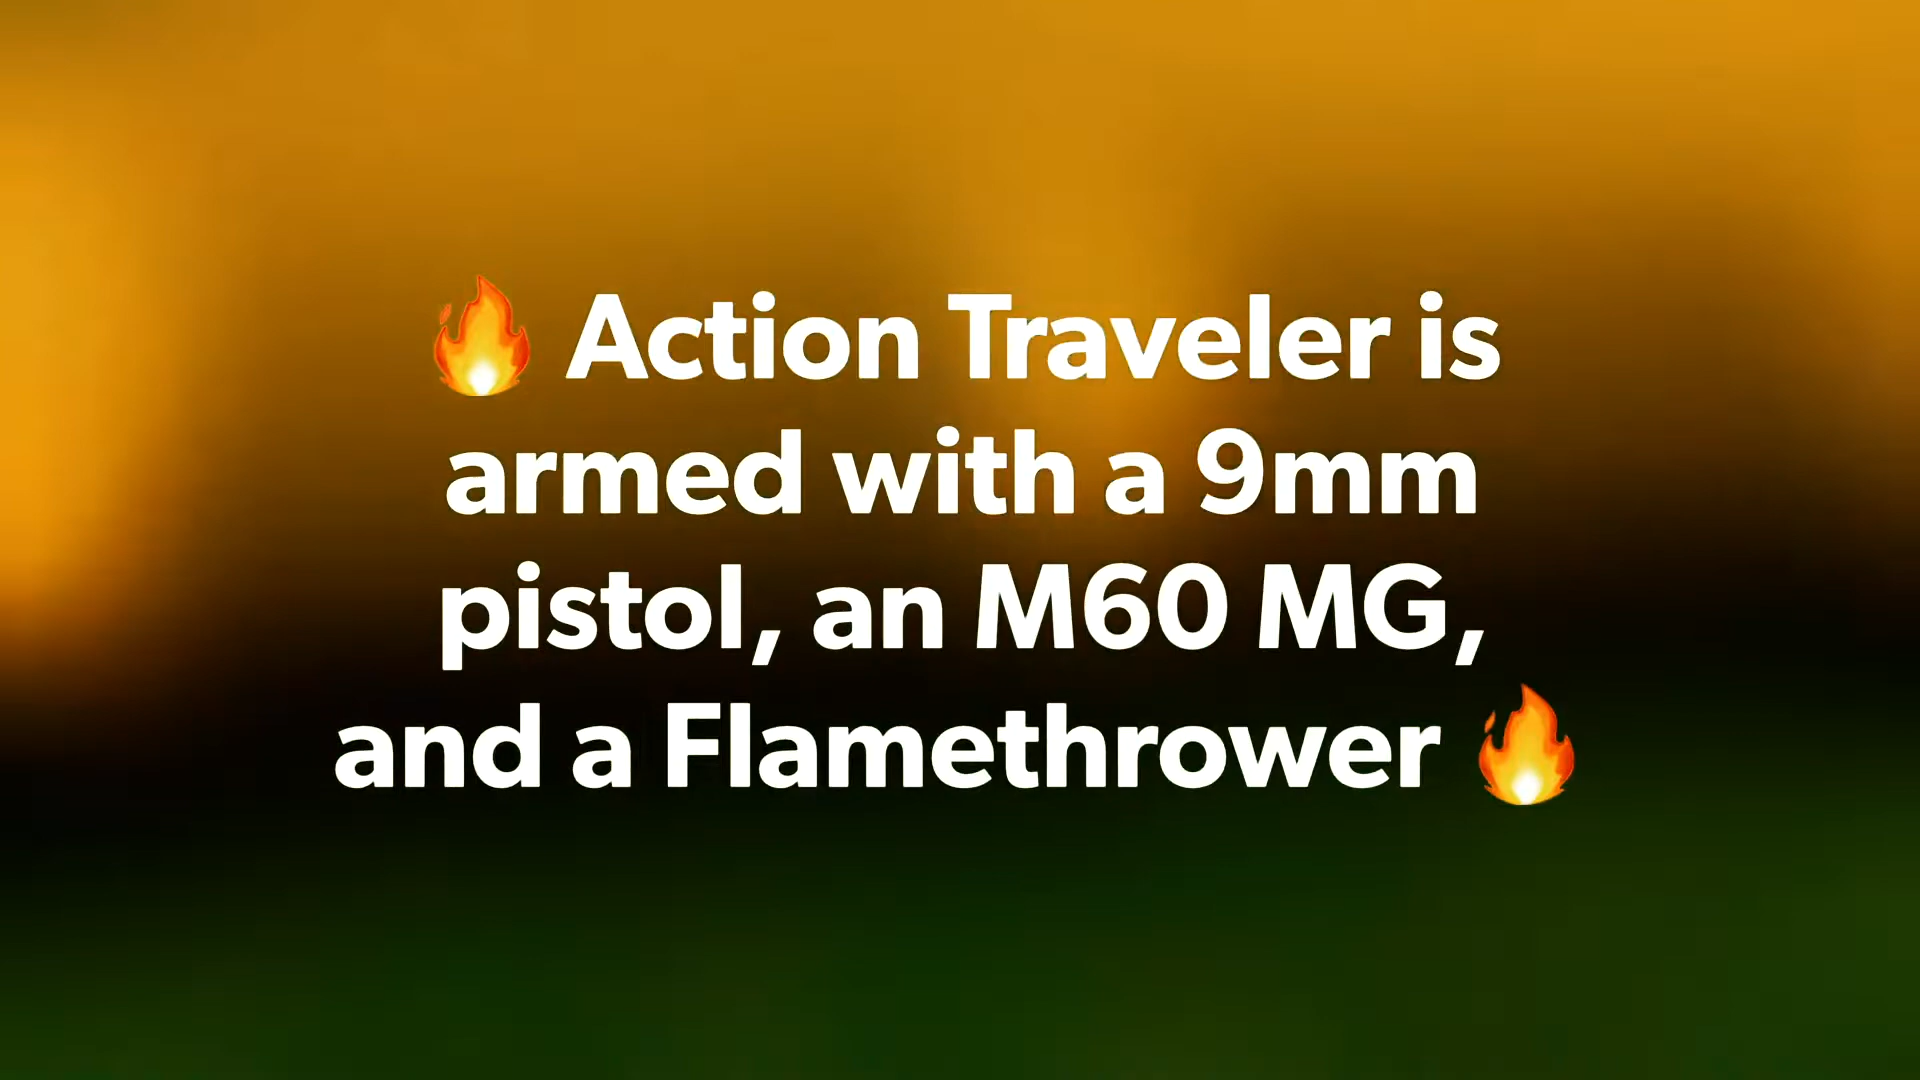 🔥 Action Traveler is
armed with a 9mm
pistol, an M60 MG,
and a Flamethrower 🔥